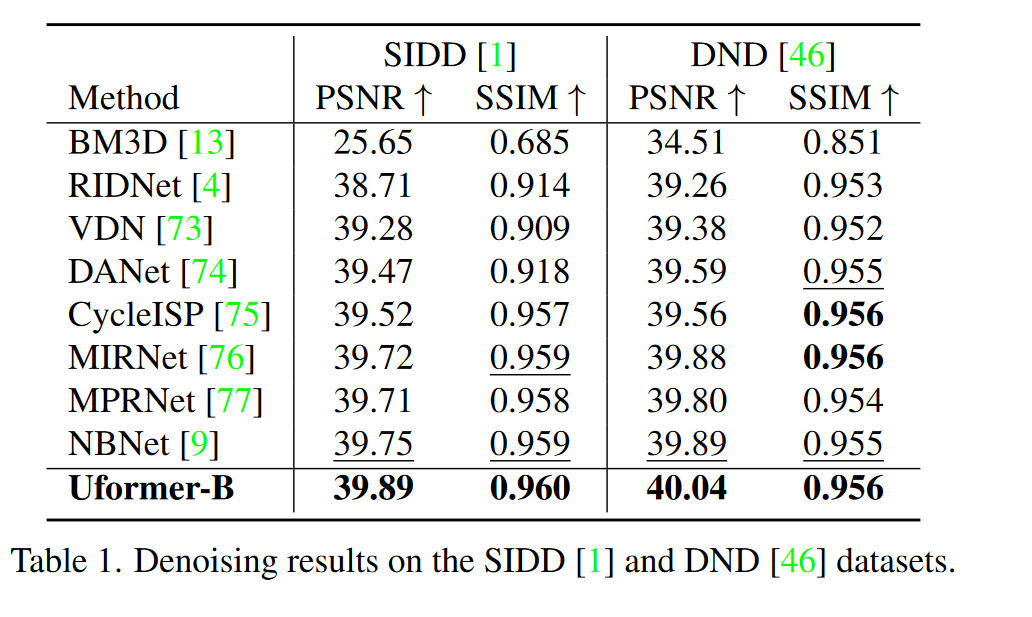 SIDD [1] DND [46]
Method PSNR ↑ SSIM ↑ PSNR ↑ SSIM ↑
BM3D [13] 25.65 0.685 34.51 0.851
RIDNet [4] 38.71 0.914 39.26 0.953
VDN [73] 39.28 0.909 39.38 0.952
DANet [74] 39.47 0.918 39.59 0.955
CycleISP [75] 39.52 0.957 39.56 0.956
MIRNet [76] 39.72 0.959 39.88 0.956
MPRNet [77] 39.71 0.958 39.80 0.954
NBNet [9] 39.75 0.959 39.89 0.955
Uformer-B 39.89 0.960 40.04 0.956
Table 1. Denoising results on the SIDD [1] and DND [46] datasets.